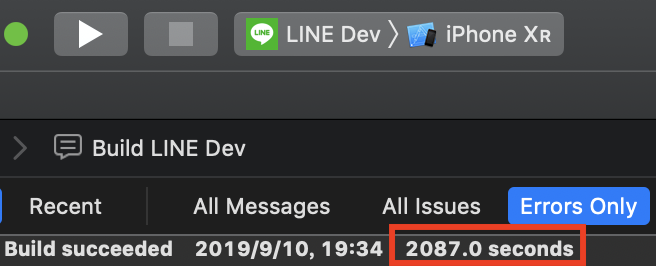 LINE LINE Dev 〉 iPhone XR
Build LINE Dev
Recent All Messages All Issues Errors Only
Build succeeded 2019/9/10, 19:34 2087.0 seconds